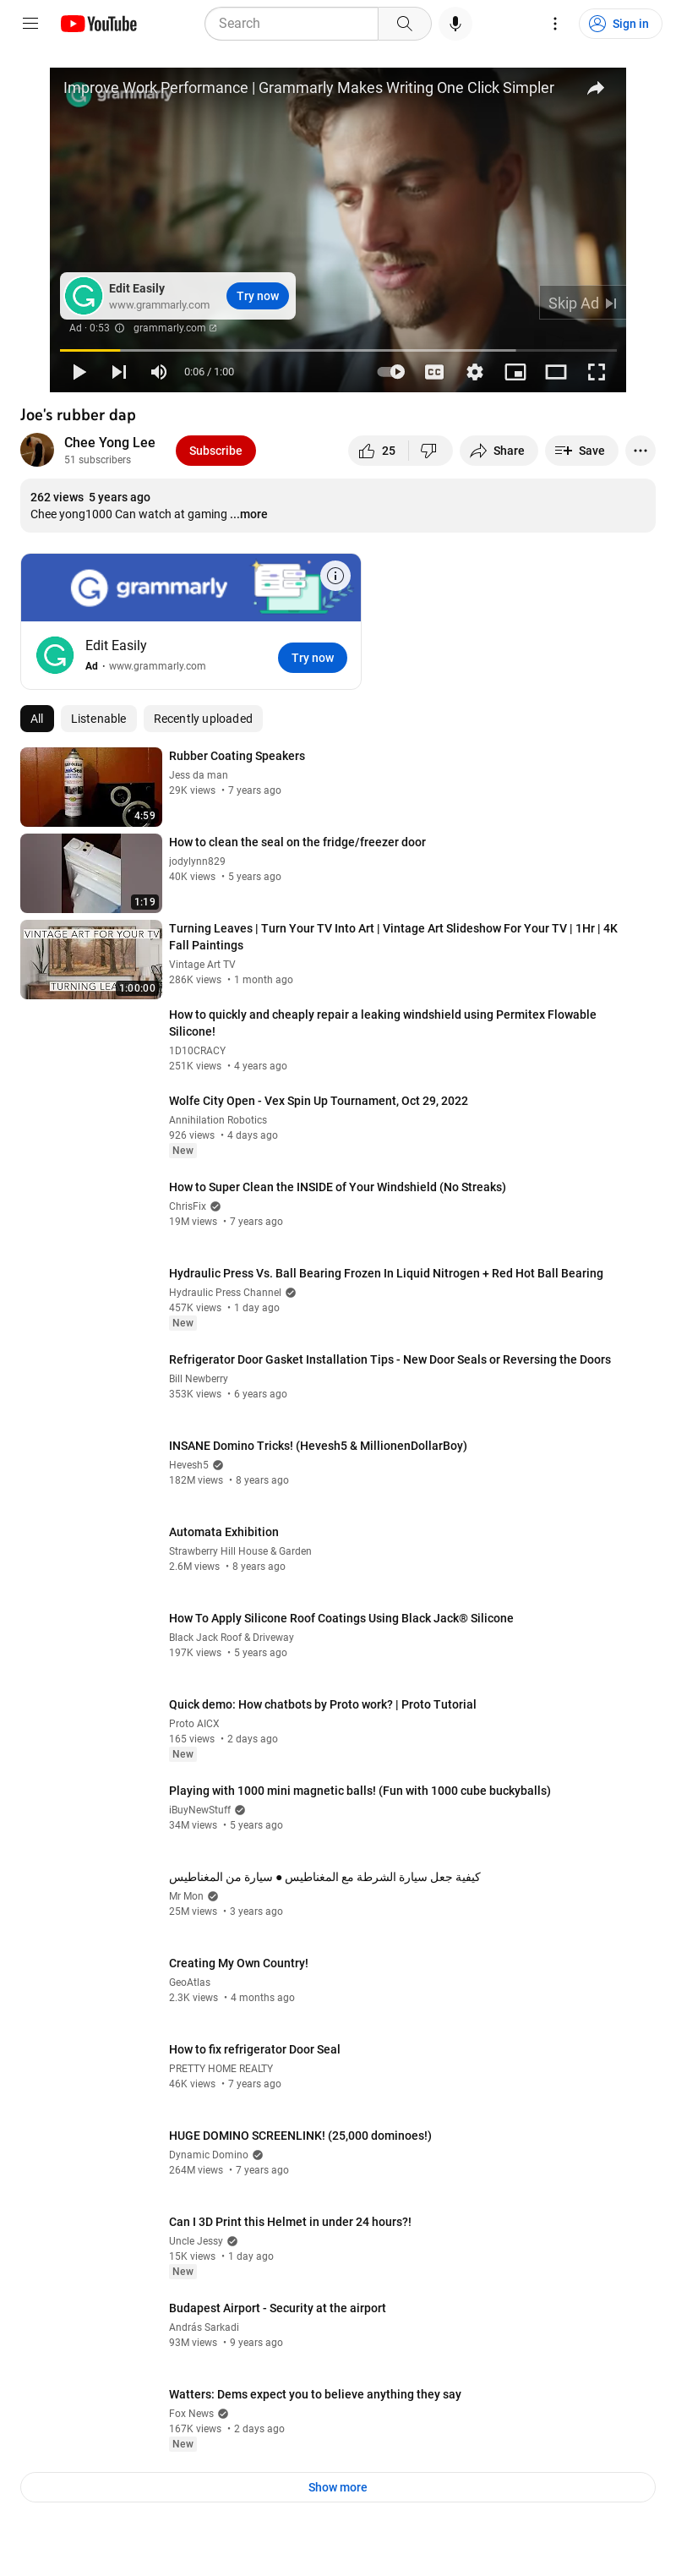 YouTube
Search
Sign in
grammarly
Improve Work Performance | Grammarly Makes Writing One Click Simpler
Edit Easily
www.grammarly.com
Try now
Skip Ad
Ad · 0:53 grammarly.com
0:06 / 1:00
CC
Joe's rubber dap
Chee Yong Lee
51 subscribers
Subscribe
25
Share
Save
262 views 5 years ago
Chee yong1000 Can watch at gaming ...more
grammarly
Edit Easily
Ad · www.grammarly.com
Try now
All
Listenable
Recently uploaded
4:59
Rubber Coating Speakers
Jess da man
29K views • 7 years ago
1:19
How to clean the seal on the fridge/freezer door
jodylynn829
40K views • 5 years ago
VINTAGE ART FOR YOUR TV
TURNING LEA
1:00:00
Turning Leaves | Turn Your TV Into Art | Vintage Art Slideshow For Your TV | 1Hr | 4K
Fall Paintings
Vintage Art TV
286K views • 1 month ago
How to quickly and cheaply repair a leaking windshield using Permitex Flowable
Silicone!
1D10CRACY
251K views • 4 years ago
Wolfe City Open - Vex Spin Up Tournament, Oct 29, 2022
Annihilation Robotics
926 views • 4 days ago
New
How to Super Clean the INSIDE of Your Windshield (No Streaks)
ChrisFix
19M views • 7 years ago
Hydraulic Press Vs. Ball Bearing Frozen In Liquid Nitrogen + Red Hot Ball Bearing
Hydraulic Press Channel
457K views • 1 day ago
New
Refrigerator Door Gasket Installation Tips - New Door Seals or Reversing the Doors
Bill Newberry
353K views • 6 years ago
INSANE Domino Tricks! (Hevesh5 & MillionenDollarBoy)
Hevesh5
182M views • 8 years ago
Automata Exhibition
Strawberry Hill House & Garden
2.6M views • 8 years ago
How To Apply Silicone Roof Coatings Using Black Jack® Silicone
Black Jack Roof & Driveway
197K views • 5 years ago
Quick demo: How chatbots by Proto work? | Proto Tutorial
Proto AICX
165 views • 2 days ago
New
Playing with 1000 mini magnetic balls! (Fun with 1000 cube buckyballs)
iBuyNewStuff
34M views • 5 years ago
كيفية جعل سيارة الشرطة مع المغناطيس ● سيارة من المغناطيس
Mr Mon
25M views • 3 years ago
Creating My Own Country!
GeoAtlas
2.3K views • 4 months ago
How to fix refrigerator Door Seal
PRETTY HOME REALTY
46K views • 7 years ago
HUGE DOMINO SCREENLINK! (25,000 dominoes!)
Dynamic Domino
264M views • 7 years ago
Can I 3D Print this Helmet in under 24 hours?!
Uncle Jessy
15K views • 1 day ago
New
Budapest Airport - Security at the airport
András Sarkadi
93M views • 9 years ago
Watters: Dems expect you to believe anything they say
Fox News
167K views • 2 days ago
New
Show more